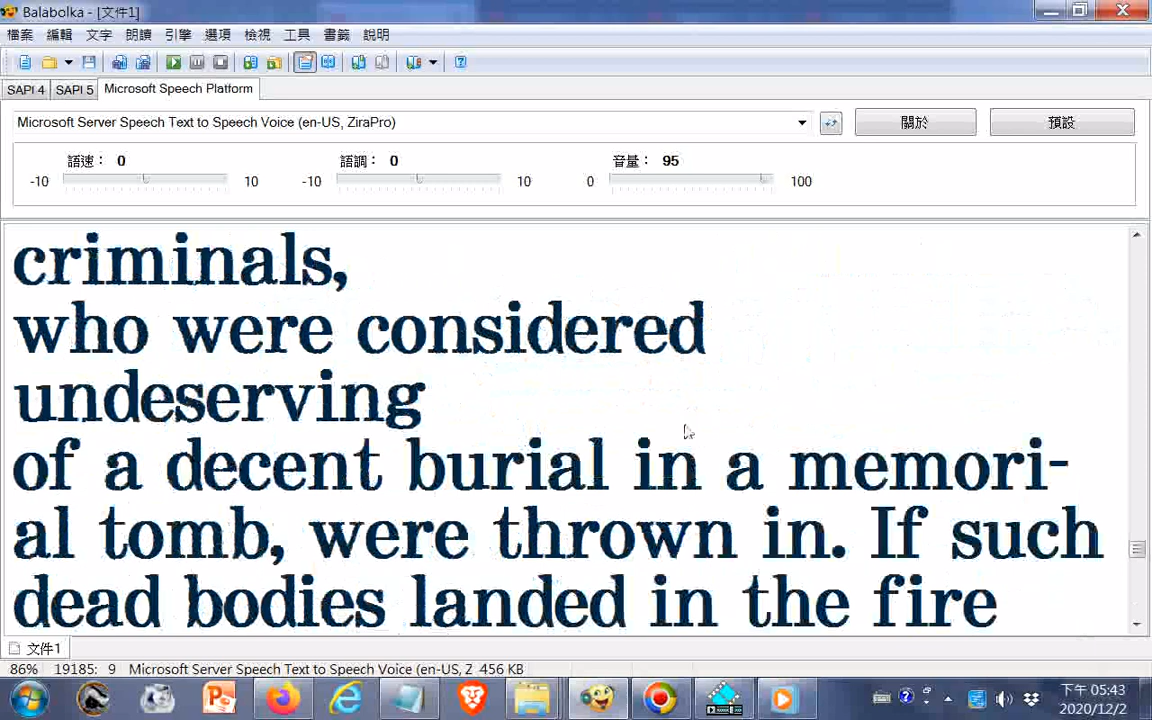 Balabolka - [文件1]
檔案 編輯 文字 朗讀 引擎 選項 檢視 工具 書籤 說明
SAPI 4 SAPI 5 Microsoft Speech Platform
Microsoft Server Speech Text to Speech Voice (en-US, ZiraPro) 關於 預設
語速： 0 語調： 0 音量： 95
-10 10 -10 10 0 100
criminals,
who were considered
undeserving
of a decent burial in a memori-
al tomb, were thrown in. If such
dead bodies landed in the fire
文件1
86% 19185: 9 Microsoft Server Speech Text to Speech Voice (en-US, Z 456 KB
下午 05:43
2020/12/2